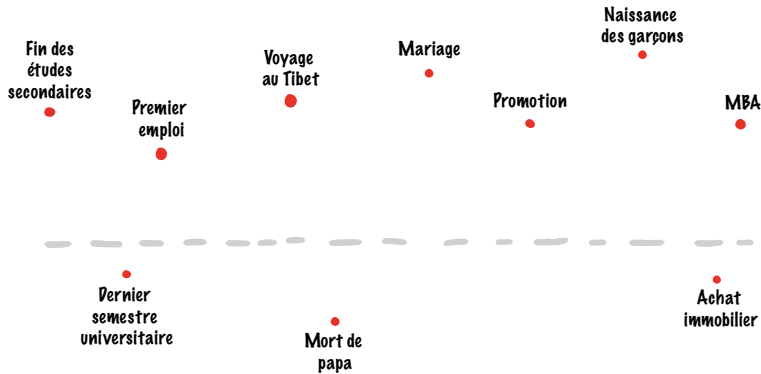 Fin des
études
secondaires
Premier
emploi
Voyage
au Tibet
Mariage
Promotion
Naissance
des garçons
MBA
Dernier
semestre
universitaire
Mort de
papa
Achat
immobilier